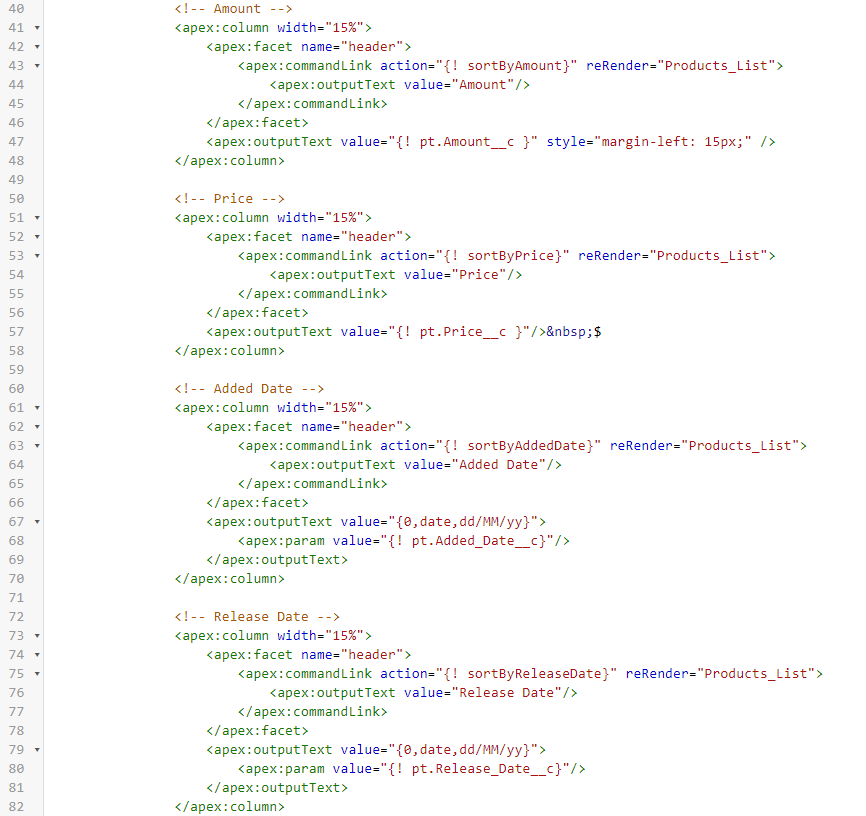 40                 <!-- Amount -->
41                 <apex:column width="15%">
42                     <apex:facet name="header">
43                         <apex:commandLink action="{! sortByAmount}" reRender="Products_List">
44                             <apex:outputText value="Amount"/>
45                         </apex:commandLink>
46                     </apex:facet>
47                     <apex:outputText value="{! pt.Amount__c }" style="margin-left: 15px;" />
48                 </apex:column>
49
50                 <!-- Price -->
51                 <apex:column width="15%">
52                     <apex:facet name="header">
53                         <apex:commandLink action="{! sortByPrice}" reRender="Products_List">
54                             <apex:outputText value="Price"/>
55                         </apex:commandLink>
56                     </apex:facet>
57                     <apex:outputText value="{! pt.Price__c }"/>&nbsp;$
58                 </apex:column>
59
60                 <!-- Added Date -->
61                 <apex:column width="15%">
62                     <apex:facet name="header">
63                         <apex:commandLink action="{! sortByAddedDate}" reRender="Products_List">
64                             <apex:outputText value="Added Date"/>
65                         </apex:commandLink>
66                     </apex:facet>
67                     <apex:outputText value="{0,date,dd/MM/yy}">
68                         <apex:param value="{! pt.Added_Date__c}"/>
69                     </apex:outputText>
70                 </apex:column>
71
72                 <!-- Release Date -->
73                 <apex:column width="15%">
74                     <apex:facet name="header">
75                         <apex:commandLink action="{! sortByReleaseDate}" reRender="Products_List">
76                             <apex:outputText value="Release Date"/>
77                         </apex:commandLink>
78                     </apex:facet>
79                     <apex:outputText value="{0,date,dd/MM/yy}">
80                         <apex:param value="{! pt.Release_Date__c}"/>
81                     </apex:outputText>
82                 </apex:column>